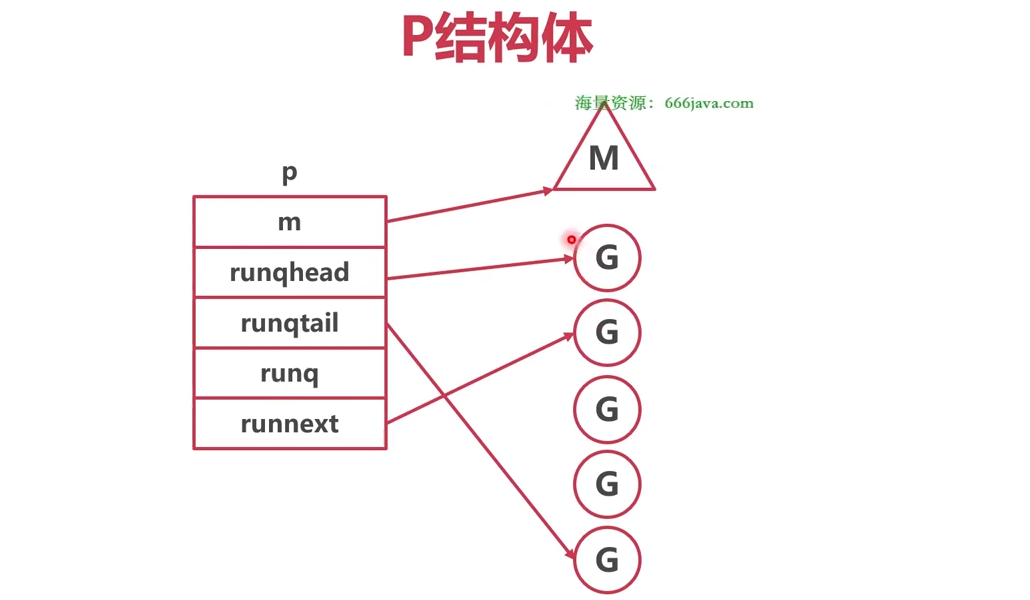 P结构体
海量资源：666java.com
M
p
m
runqhead
runqtail
runq
runnext
G
G
G
G
G